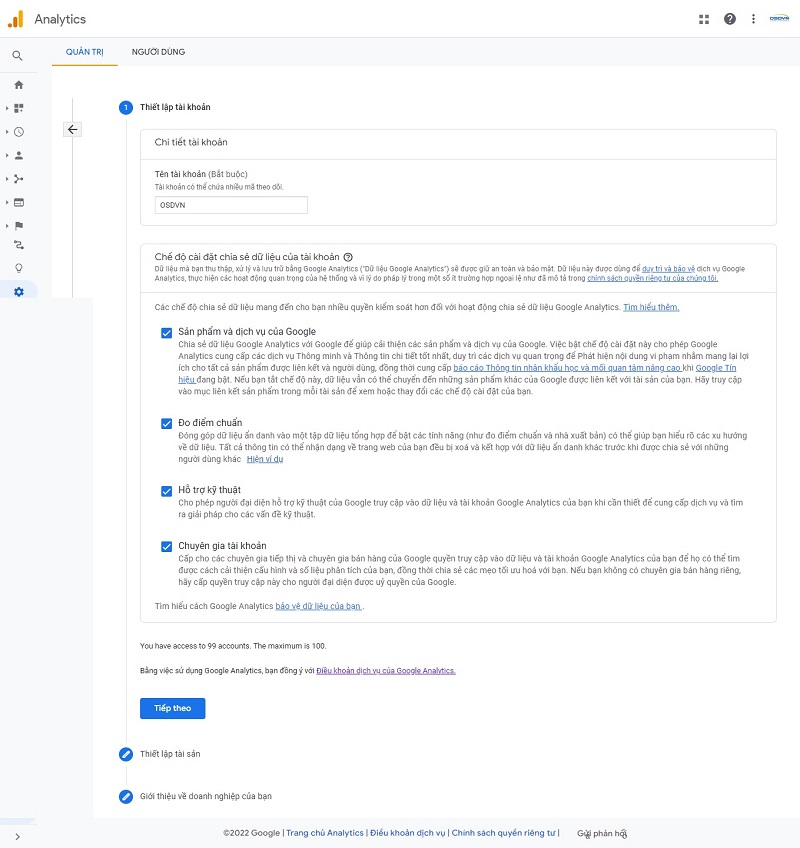 Analytics
OSDVN
QUẢN TRỊ NGƯỜI DÙNG
1 Thiết lập tài khoản
Chi tiết tài khoản
Tên tài khoản (Bắt buộc)
Tài khoản có thể chứa nhiều mã theo dõi.
OSDVN
Chế độ cài đặt chia sẻ dữ liệu của tài khoản
Dữ liệu mà bạn thu thập, xử lý và lưu trữ bằng Google Analytics ("Dữ liệu Google Analytics") sẽ được giữ an toàn và bảo mật. Dữ liệu này được dùng để duy trì và bảo vệ dịch vụ Google
Analytics, thực hiện các hoạt động quan trọng của hệ thống và vì lý do pháp lý trong một số ít trường hợp ngoại lệ như đã mô tả trong chính sách quyền riêng tư của chúng tôi.
Các chế độ chia sẻ dữ liệu mang đến cho bạn nhiều quyền kiểm soát hơn đối với hoạt động chia sẻ dữ liệu Google Analytics. Tìm hiểu thêm.
Sản phẩm và dịch vụ của Google
Chia sẻ dữ liệu Google Analytics với Google để giúp cải thiện các sản phẩm và dịch vụ của Google. Việc bật chế độ cài đặt này cho phép Google
Analytics cung cấp các dịch vụ Thông minh và Thông tin chi tiết tốt nhất, duy trì các dịch vụ quan trọng để Phát hiện nội dung vi phạm nhằm mang lại lợi
ích cho tất cả sản phẩm được liên kết và người dùng, đồng thời cung cấp báo cáo Thông tin nhân khẩu học và mối quan tâm nâng cao khi Google Tín
hiệu đang bật. Nếu bạn tắt chế độ này, dữ liệu vẫn có thể chuyển đến những sản phẩm khác của Google được liên kết với tài sản của bạn. Hãy truy cập
vào mục liên kết sản phẩm trong mỗi tài sản để xem hoặc thay đổi các chế độ cài đặt của bạn.
Đo điểm chuẩn
Đóng góp dữ liệu ẩn danh vào một tập dữ liệu tổng hợp để bật các tính năng (như đo điểm chuẩn và nhà xuất bản) có thể giúp bạn hiểu rõ các xu hướng
về dữ liệu. Tất cả thông tin có thể nhận dạng về trang web của bạn đều bị xoá và kết hợp với dữ liệu ẩn danh khác trước khi được chia sẻ với những
người dùng khác Hiện ví dụ
Hỗ trợ kỹ thuật
Cho phép người đại diện hỗ trợ kỹ thuật của Google truy cập vào dữ liệu và tài khoản Google Analytics của bạn khi cần thiết để cung cấp dịch vụ và tìm
ra giải pháp cho các vấn đề kỹ thuật.
Chuyên gia tài khoản
Cấp cho các chuyên gia tiếp thị và chuyên gia bán hàng của Google quyền truy cập vào dữ liệu và tài khoản Google Analytics của bạn để họ có thể tìm
được cách cải thiện cấu hình và số liệu phân tích của bạn, đồng thời chia sẻ các mẹo tối ưu hoá với bạn. Nếu bạn không có chuyên gia bán hàng riêng,
hãy cấp quyền truy cập này cho người đại diện được uỷ quyền của Google.
Tìm hiểu cách Google Analytics bảo vệ dữ liệu của bạn .
You have access to 99 accounts. The maximum is 100.
Bằng việc sử dụng Google Analytics, bạn đồng ý với Điều khoản dịch vụ của Google Analytics.
Tiếp theo
Thiết lập tài sản
Giới thiệu về doanh nghiệp của bạn
©2022 Google | Trang chủ Analytics | Điều khoản dịch vụ | Chính sách quyền riêng tư | Gửi phản hồi